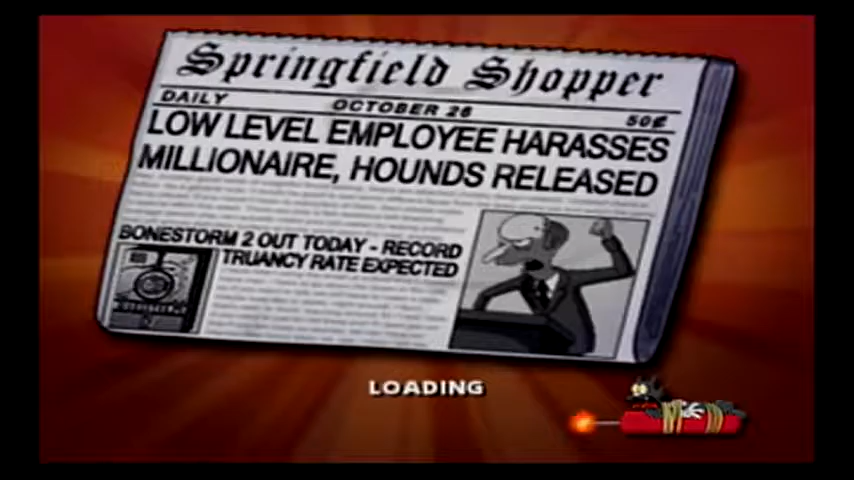 Springfield Shopper
DAILY OCTOBER 26 50¢
LOW LEVEL EMPLOYEE HARASSES
MILLIONAIRE, HOUNDS RELEASED
BONESTORM 2 OUT TODAY - RECORD
TRUANCY RATE EXPECTED
LOADING